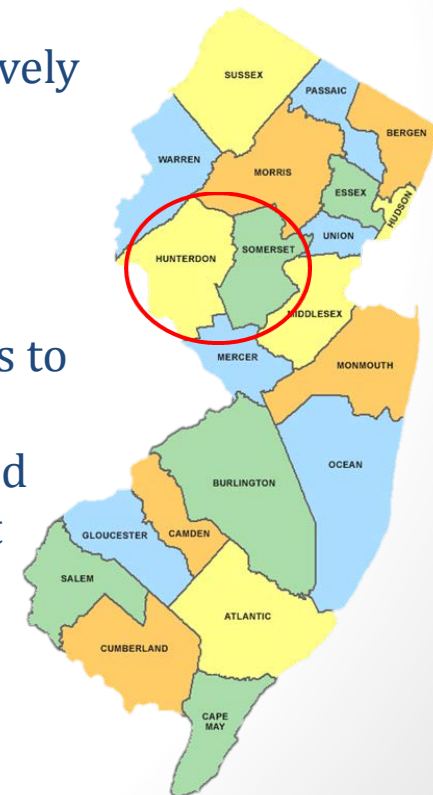 vely
s to
d
t
SUSSEX
PASSAIC
BERGEN
WARREN
MORRIS
ESSEX
HUDSON
UNION
HUNTERDON
SOMERSET
MIDDLESEX
MERCER
MONMOUTH
OCEAN
BURLINGTON
GLOUCESTER
CAMDEN
SALEM
ATLANTIC
CUMBERLAND
CAPE
MAY